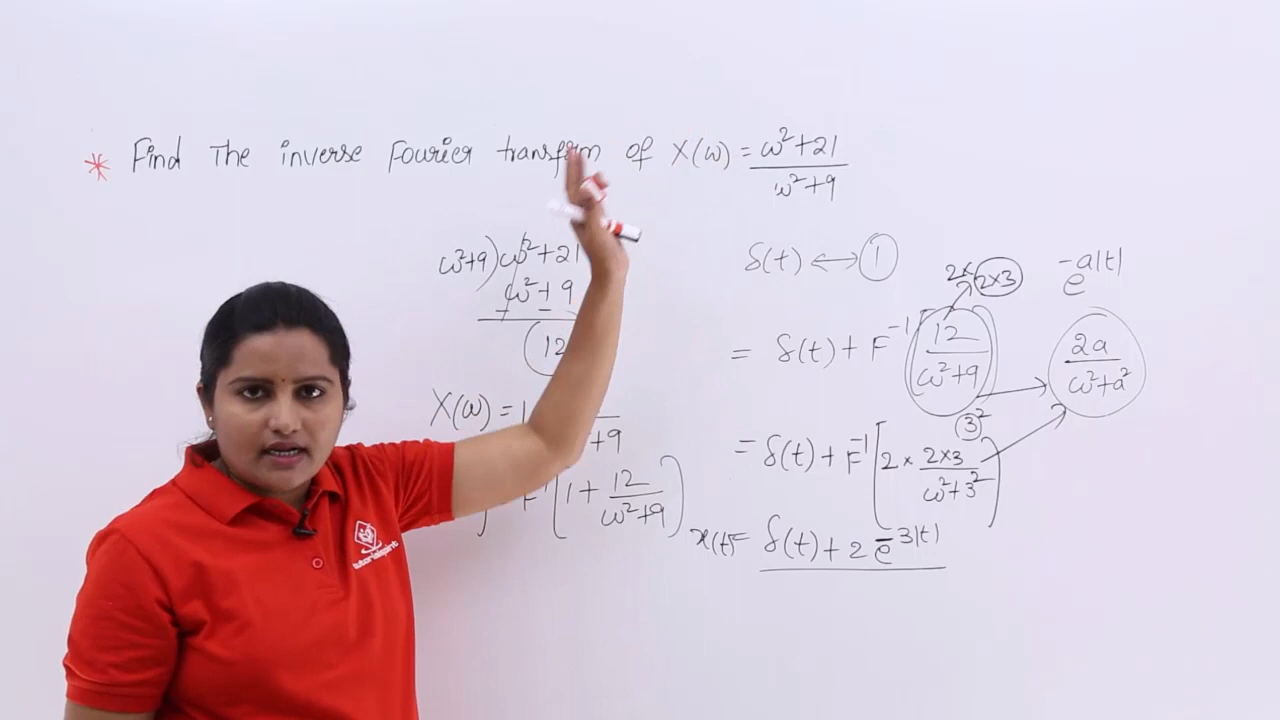 * Find The inverse Fourier transform of X(ω) = ω²+21 / ω²+9
ω²+9)ω²+21
ω²+9
12
X(ω) = 1
+9
F⁻¹[1 + 12 / ω²+9]
δ(t) ↔ 1
= δ(t) + F⁻¹[12 / ω²+9]
2× 2×3
3²
e^-a|t|
2a / ω²+a²
= δ(t) + F⁻¹[2 × 2×3 / ω²+3²]
x(t) = δ(t) + 2 e^-3|t|
tutorialspoint